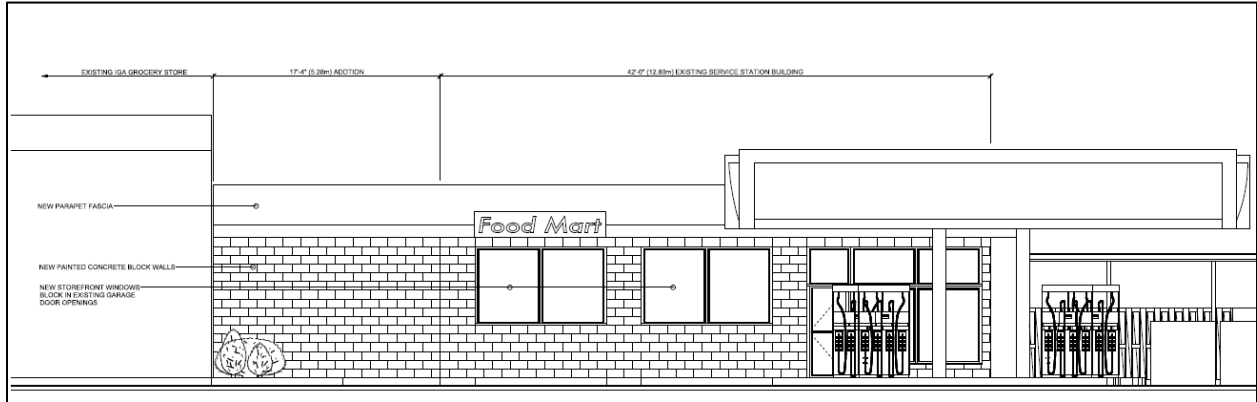 EXISTING IGA GROCERY STORE
17'-4" (5.28m) ADDTION
42'-0" (12.80m) EXISTING SERVICE STATION BUILDING
NEW PARAPET FASCIA
Food Mart
NEW PAINTED CONCRETE BLOCK WALLS
NEW STOREFRONT WINDOWS
BLOCK IN EXISTING GARAGE
DOOR OPENINGS